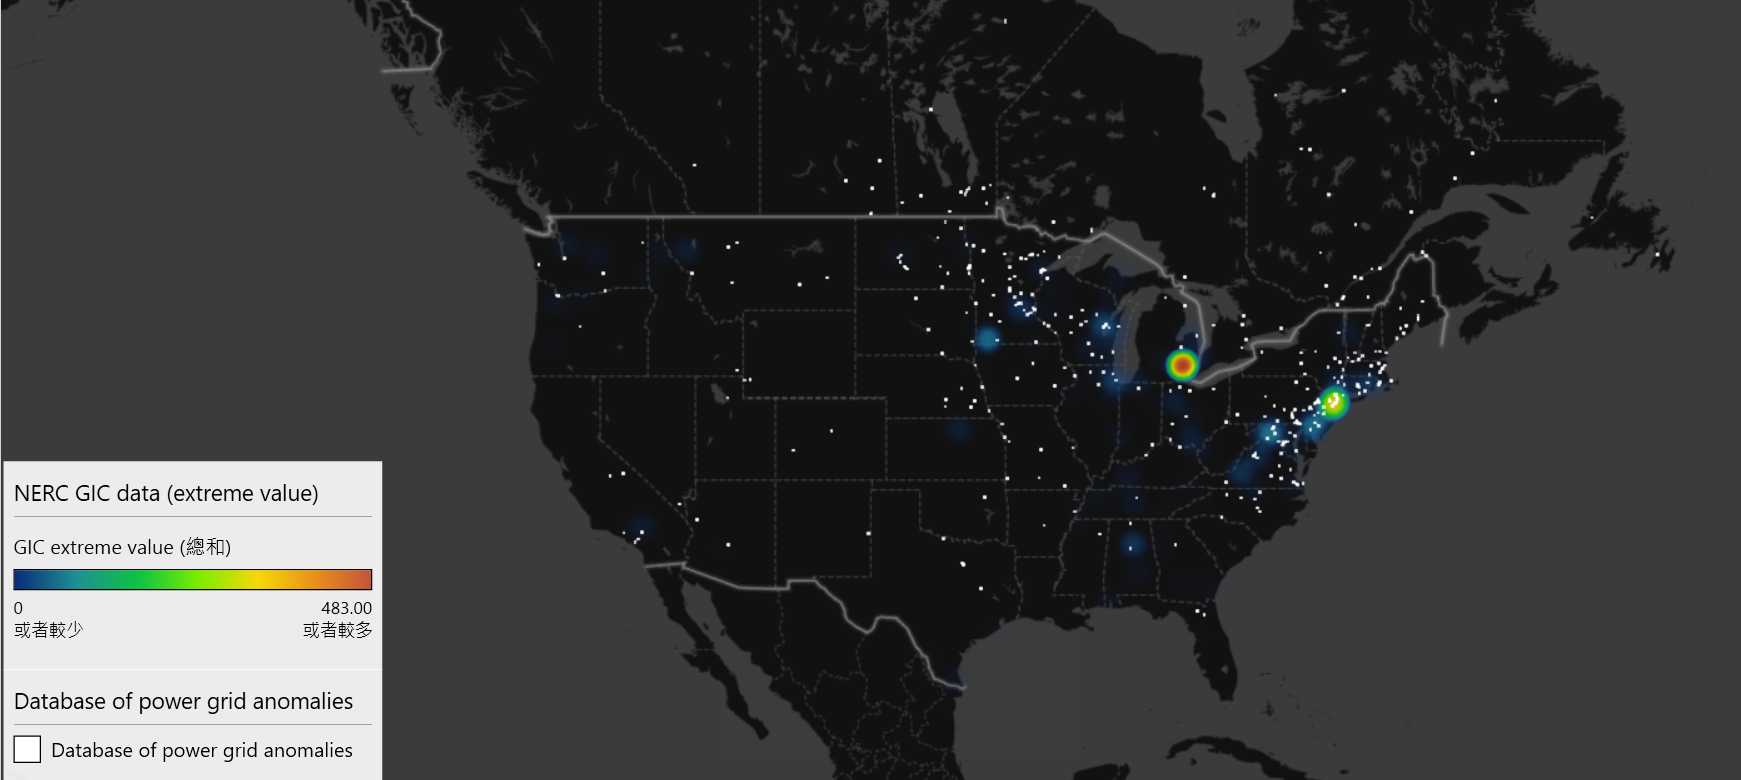 NERC GIC data (extreme value)
GIC extreme value (總和)
0 483.00
或者較少 或者較多
Database of power grid anomalies
Database of power grid anomalies